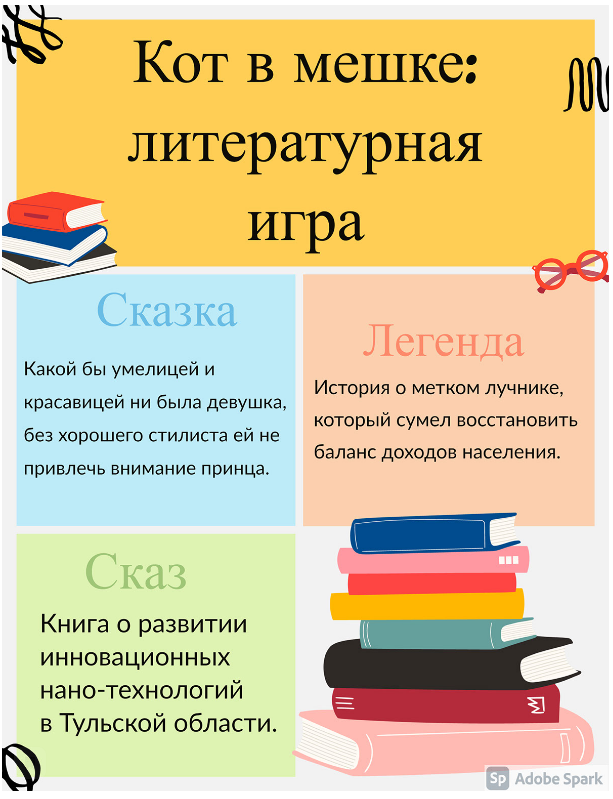 Кот в мешке:
литературная
игра
Сказка
Какой бы умелицей и
красавицей ни была девушка,
без хорошего стилиста ей не
привлечь внимание принца.
Легенда
История о метком лучнике,
который сумел восстановить
баланс доходов населения.
Сказ
Книга о развитии
инновационных
нано-технологий
в Тульской области.
Sp Adobe Spark